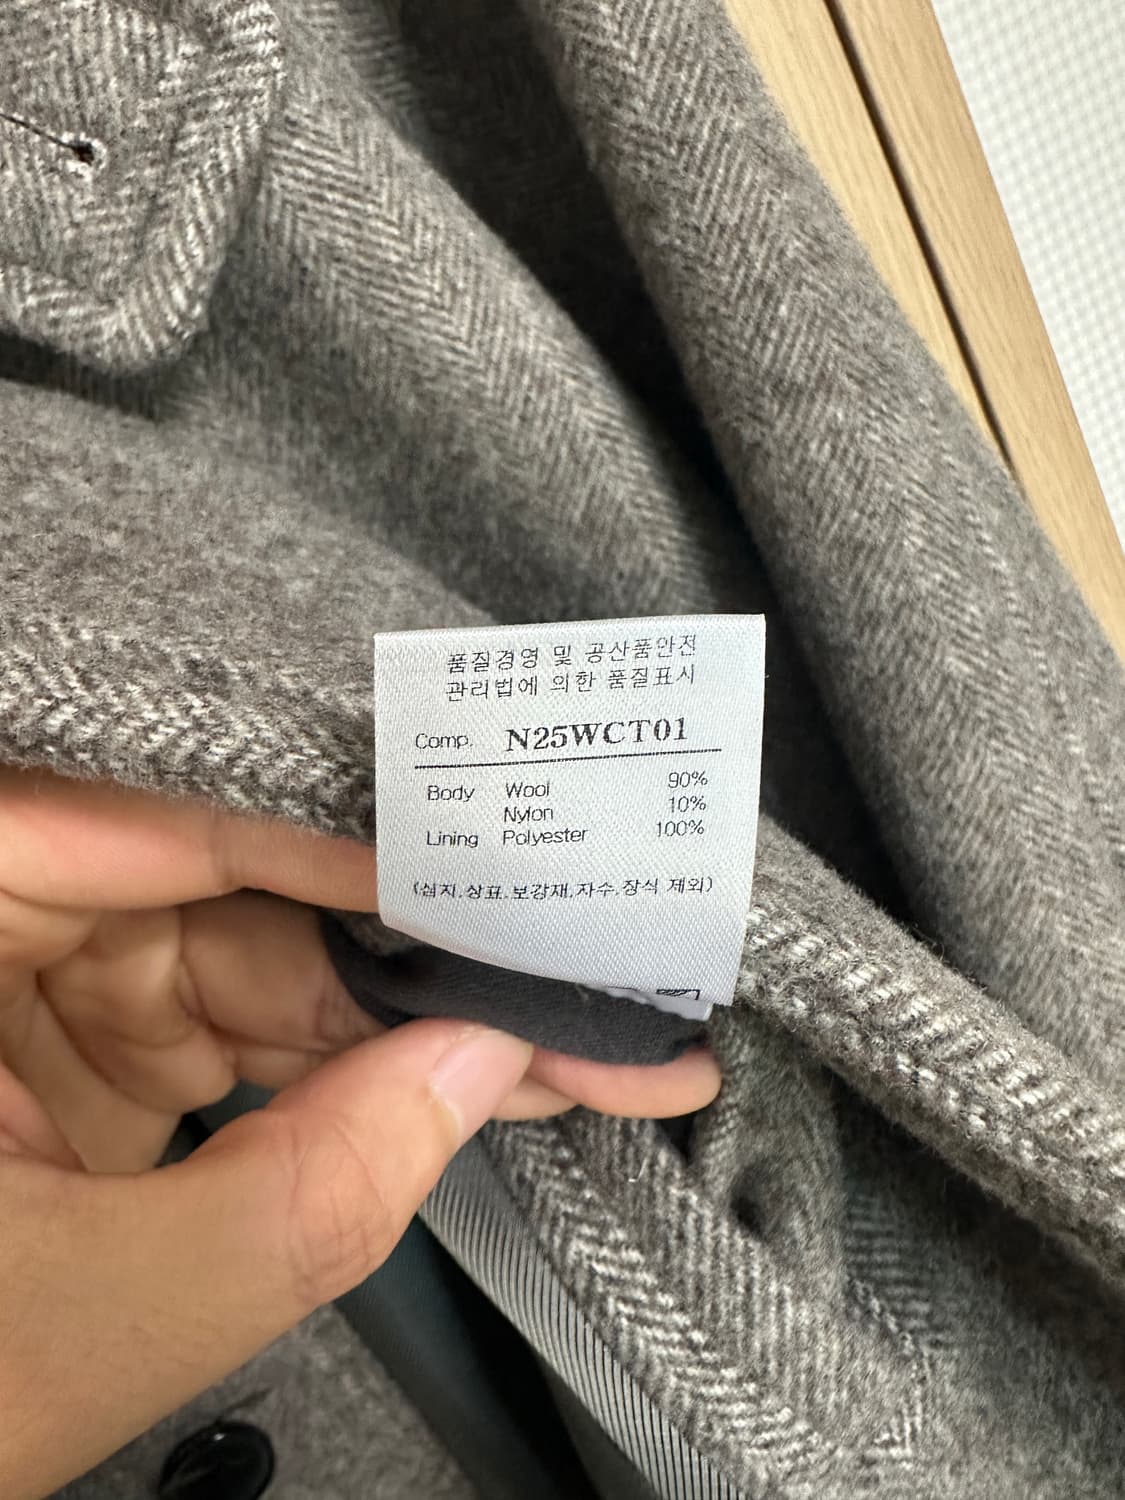 품질경영 및 공산품안전
관리법에 의한 품질표시
Comp. N25WCT01
Body Wool 90%
Nylon 10%
Lining Polyester 100%
(심지,상표,보강재,자수,장식 제외)